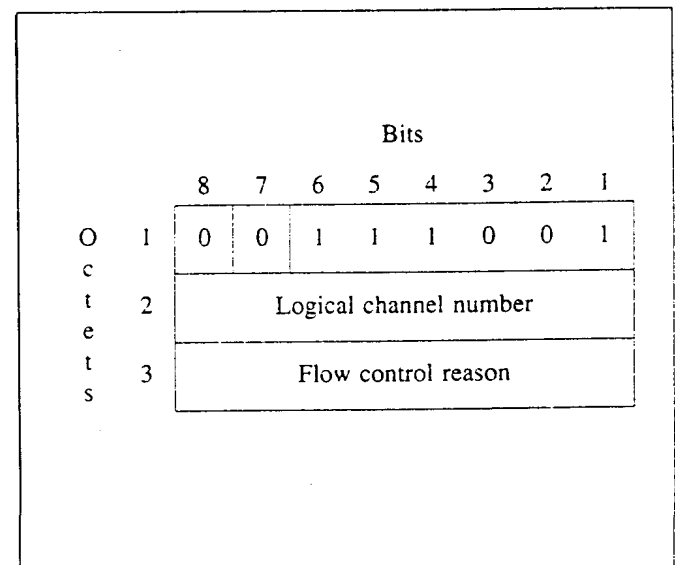 Bits
8 7 6 5 4 3 2 1
Octets
1 0 0 1 1 1 0 0 1
2 Logical channel number
3 Flow control reason